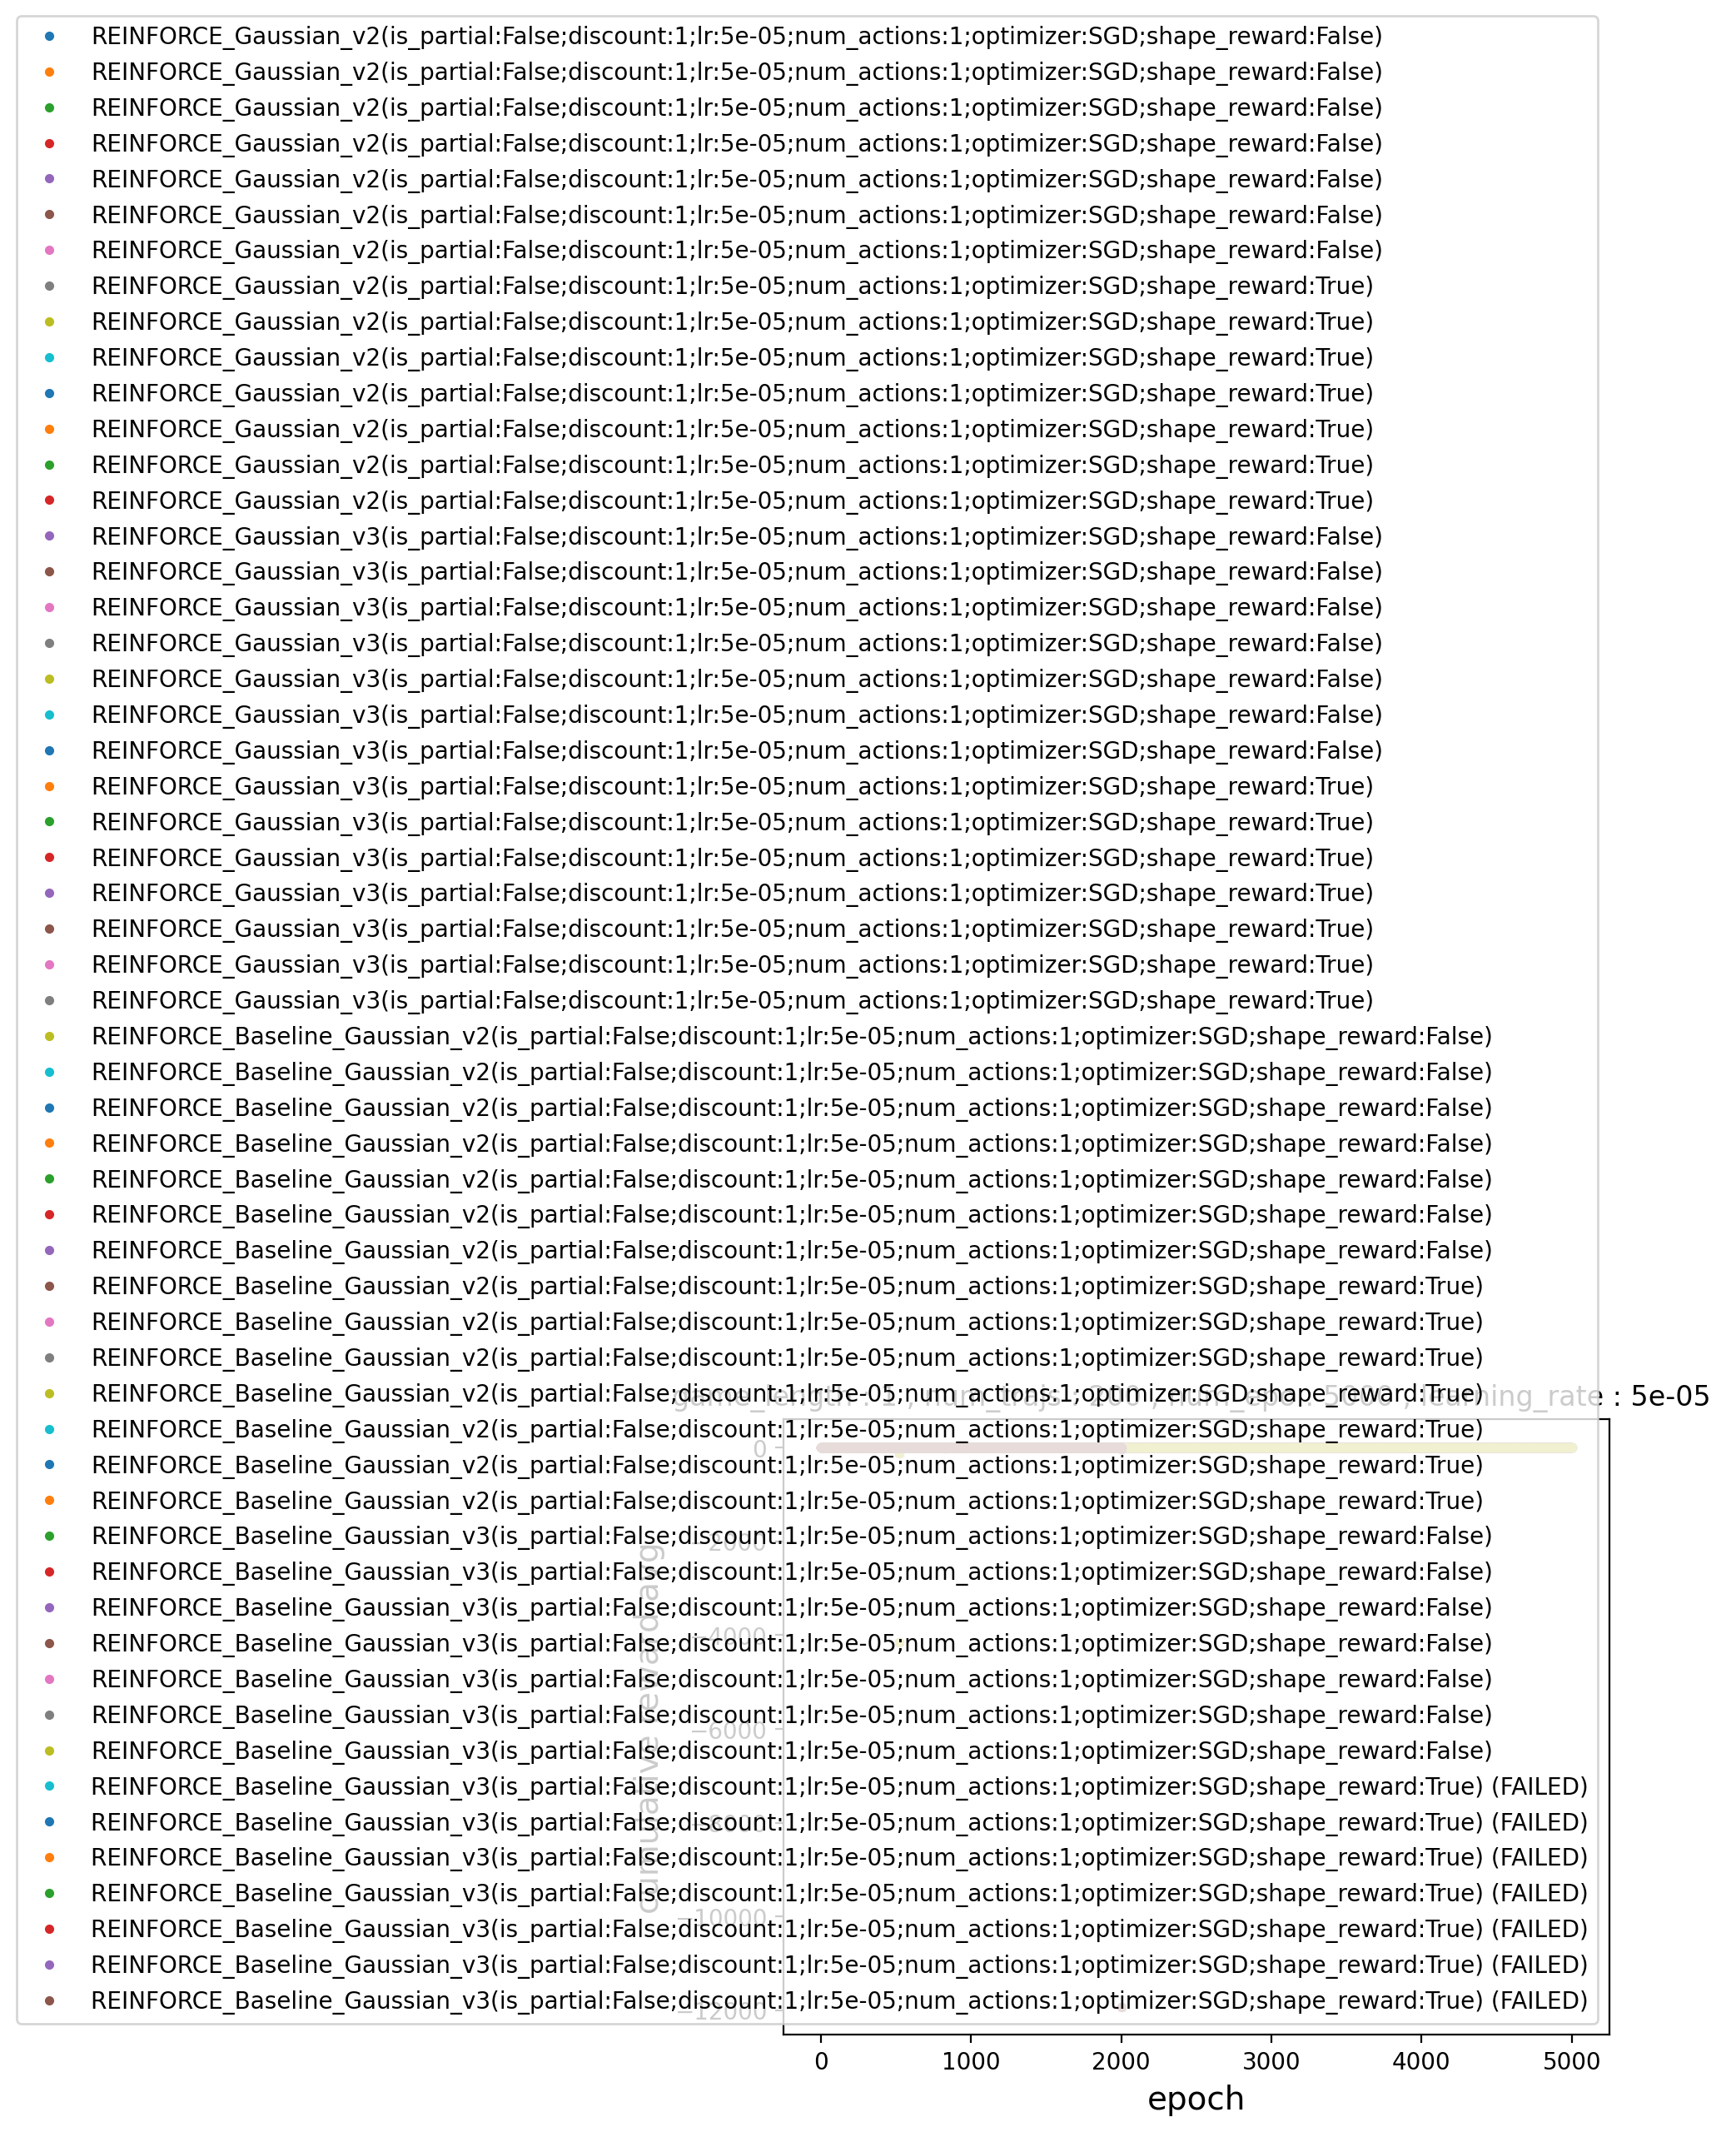 REINFORCE_Gaussian_v2(is_partial:False;discount:1;lr:5e-05;num_actions:1;optimizer:SGD;shape_reward:False)
REINFORCE_Gaussian_v2(is_partial:False;discount:1;lr:5e-05;num_actions:1;optimizer:SGD;shape_reward:False)
REINFORCE_Gaussian_v2(is_partial:False;discount:1;lr:5e-05;num_actions:1;optimizer:SGD;shape_reward:False)
REINFORCE_Gaussian_v2(is_partial:False;discount:1;lr:5e-05;num_actions:1;optimizer:SGD;shape_reward:False)
REINFORCE_Gaussian_v2(is_partial:False;discount:1;lr:5e-05;num_actions:1;optimizer:SGD;shape_reward:False)
REINFORCE_Gaussian_v2(is_partial:False;discount:1;lr:5e-05;num_actions:1;optimizer:SGD;shape_reward:False)
REINFORCE_Gaussian_v2(is_partial:False;discount:1;lr:5e-05;num_actions:1;optimizer:SGD;shape_reward:False)
REINFORCE_Gaussian_v2(is_partial:False;discount:1;lr:5e-05;num_actions:1;optimizer:SGD;shape_reward:True)
REINFORCE_Gaussian_v2(is_partial:False;discount:1;lr:5e-05;num_actions:1;optimizer:SGD;shape_reward:True)
REINFORCE_Gaussian_v2(is_partial:False;discount:1;lr:5e-05;num_actions:1;optimizer:SGD;shape_reward:True)
REINFORCE_Gaussian_v2(is_partial:False;discount:1;lr:5e-05;num_actions:1;optimizer:SGD;shape_reward:True)
REINFORCE_Gaussian_v2(is_partial:False;discount:1;lr:5e-05;num_actions:1;optimizer:SGD;shape_reward:True)
REINFORCE_Gaussian_v2(is_partial:False;discount:1;lr:5e-05;num_actions:1;optimizer:SGD;shape_reward:True)
REINFORCE_Gaussian_v2(is_partial:False;discount:1;lr:5e-05;num_actions:1;optimizer:SGD;shape_reward:True)
REINFORCE_Gaussian_v3(is_partial:False;discount:1;lr:5e-05;num_actions:1;optimizer:SGD;shape_reward:False)
REINFORCE_Gaussian_v3(is_partial:False;discount:1;lr:5e-05;num_actions:1;optimizer:SGD;shape_reward:False)
REINFORCE_Gaussian_v3(is_partial:False;discount:1;lr:5e-05;num_actions:1;optimizer:SGD;shape_reward:False)
REINFORCE_Gaussian_v3(is_partial:False;discount:1;lr:5e-05;num_actions:1;optimizer:SGD;shape_reward:False)
REINFORCE_Gaussian_v3(is_partial:False;discount:1;lr:5e-05;num_actions:1;optimizer:SGD;shape_reward:False)
REINFORCE_Gaussian_v3(is_partial:False;discount:1;lr:5e-05;num_actions:1;optimizer:SGD;shape_reward:False)
REINFORCE_Gaussian_v3(is_partial:False;discount:1;lr:5e-05;num_actions:1;optimizer:SGD;shape_reward:False)
REINFORCE_Gaussian_v3(is_partial:False;discount:1;lr:5e-05;num_actions:1;optimizer:SGD;shape_reward:True)
REINFORCE_Gaussian_v3(is_partial:False;discount:1;lr:5e-05;num_actions:1;optimizer:SGD;shape_reward:True)
REINFORCE_Gaussian_v3(is_partial:False;discount:1;lr:5e-05;num_actions:1;optimizer:SGD;shape_reward:True)
REINFORCE_Gaussian_v3(is_partial:False;discount:1;lr:5e-05;num_actions:1;optimizer:SGD;shape_reward:True)
REINFORCE_Gaussian_v3(is_partial:False;discount:1;lr:5e-05;num_actions:1;optimizer:SGD;shape_reward:True)
REINFORCE_Gaussian_v3(is_partial:False;discount:1;lr:5e-05;num_actions:1;optimizer:SGD;shape_reward:True)
REINFORCE_Gaussian_v3(is_partial:False;discount:1;lr:5e-05;num_actions:1;optimizer:SGD;shape_reward:True)
REINFORCE_Baseline_Gaussian_v2(is_partial:False;discount:1;lr:5e-05;num_actions:1;optimizer:SGD;shape_reward:False)
REINFORCE_Baseline_Gaussian_v2(is_partial:False;discount:1;lr:5e-05;num_actions:1;optimizer:SGD;shape_reward:False)
REINFORCE_Baseline_Gaussian_v2(is_partial:False;discount:1;lr:5e-05;num_actions:1;optimizer:SGD;shape_reward:False)
REINFORCE_Baseline_Gaussian_v2(is_partial:False;discount:1;lr:5e-05;num_actions:1;optimizer:SGD;shape_reward:False)
REINFORCE_Baseline_Gaussian_v2(is_partial:False;discount:1;lr:5e-05;num_actions:1;optimizer:SGD;shape_reward:False)
REINFORCE_Baseline_Gaussian_v2(is_partial:False;discount:1;lr:5e-05;num_actions:1;optimizer:SGD;shape_reward:False)
REINFORCE_Baseline_Gaussian_v2(is_partial:False;discount:1;lr:5e-05;num_actions:1;optimizer:SGD;shape_reward:False)
REINFORCE_Baseline_Gaussian_v2(is_partial:False;discount:1;lr:5e-05;num_actions:1;optimizer:SGD;shape_reward:True)
REINFORCE_Baseline_Gaussian_v2(is_partial:False;discount:1;lr:5e-05;num_actions:1;optimizer:SGD;shape_reward:True)
REINFORCE_Baseline_Gaussian_v2(is_partial:False;discount:1;lr:5e-05;num_actions:1;optimizer:SGD;shape_reward:True)
REINFORCE_Baseline_Gaussian_v2(is_partial:False;discount:1;lr:5e-05;num_actions:1;optimizer:SGD;shape_reward:True)
game_length : 1 , num_trajs : 200 , num_epo : 5000 , learning_rate : 5e-05
REINFORCE_Baseline_Gaussian_v2(is_partial:False;discount:1;lr:5e-05;num_actions:1;optimizer:SGD;shape_reward:True)
0
REINFORCE_Baseline_Gaussian_v2(is_partial:False;discount:1;lr:5e-05;num_actions:1;optimizer:SGD;shape_reward:True)
REINFORCE_Baseline_Gaussian_v2(is_partial:False;discount:1;lr:5e-05;num_actions:1;optimizer:SGD;shape_reward:True)
REINFORCE_Baseline_Gaussian_v3(is_partial:False;discount:1;lr:5e-05;num_actions:1;optimizer:SGD;shape_reward:False)
−2000
REINFORCE_Baseline_Gaussian_v3(is_partial:False;discount:1;lr:5e-05;num_actions:1;optimizer:SGD;shape_reward:False)
REINFORCE_Baseline_Gaussian_v3(is_partial:False;discount:1;lr:5e-05;num_actions:1;optimizer:SGD;shape_reward:False)
−4000
REINFORCE_Baseline_Gaussian_v3(is_partial:False;discount:1;lr:5e-05;num_actions:1;optimizer:SGD;shape_reward:False)
REINFORCE_Baseline_Gaussian_v3(is_partial:False;discount:1;lr:5e-05;num_actions:1;optimizer:SGD;shape_reward:False)
REINFORCE_Baseline_Gaussian_v3(is_partial:False;discount:1;lr:5e-05;num_actions:1;optimizer:SGD;shape_reward:False)
−6000
cumulative reward avg
REINFORCE_Baseline_Gaussian_v3(is_partial:False;discount:1;lr:5e-05;num_actions:1;optimizer:SGD;shape_reward:False)
REINFORCE_Baseline_Gaussian_v3(is_partial:False;discount:1;lr:5e-05;num_actions:1;optimizer:SGD;shape_reward:True) (FAILED)
REINFORCE_Baseline_Gaussian_v3(is_partial:False;discount:1;lr:5e-05;num_actions:1;optimizer:SGD;shape_reward:True) (FAILED)
−8000
REINFORCE_Baseline_Gaussian_v3(is_partial:False;discount:1;lr:5e-05;num_actions:1;optimizer:SGD;shape_reward:True) (FAILED)
REINFORCE_Baseline_Gaussian_v3(is_partial:False;discount:1;lr:5e-05;num_actions:1;optimizer:SGD;shape_reward:True) (FAILED)
−10000
REINFORCE_Baseline_Gaussian_v3(is_partial:False;discount:1;lr:5e-05;num_actions:1;optimizer:SGD;shape_reward:True) (FAILED)
REINFORCE_Baseline_Gaussian_v3(is_partial:False;discount:1;lr:5e-05;num_actions:1;optimizer:SGD;shape_reward:True) (FAILED)
REINFORCE_Baseline_Gaussian_v3(is_partial:False;discount:1;lr:5e-05;num_actions:1;optimizer:SGD;shape_reward:True) (FAILED)
−12000
0 1000 2000 3000 4000 5000
epoch